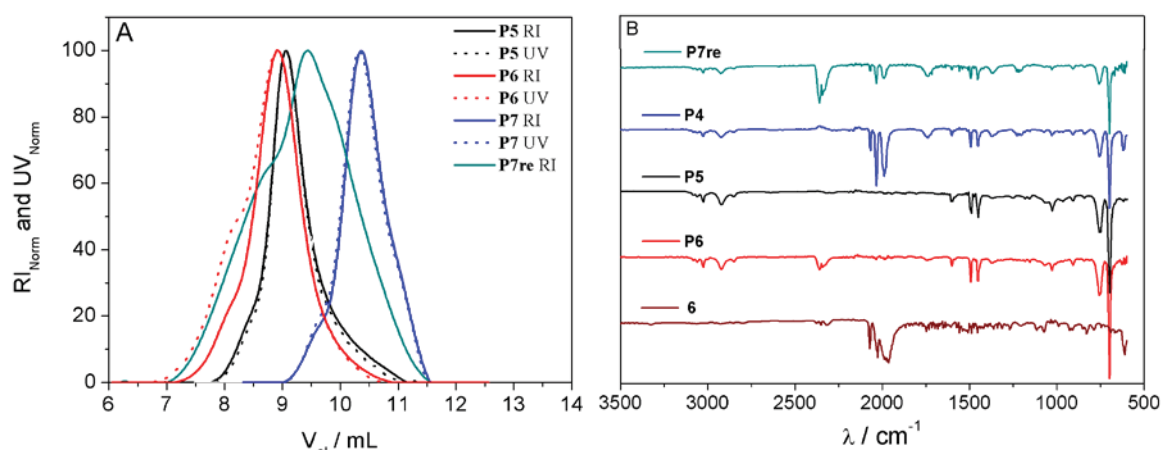 A
P5 RI
P5 UV
P6 RI
P6 UV
P7 RI
P7 UV
P7re RI
RI_Norm and UV_Norm
100
80
60
40
20
0
6 7 8 9 10 11 12 13 14
/ mL
B
P7re
P4
P5
P6
6
3500 3000 2500 2000 1500 1000 500
λ / cm⁻¹